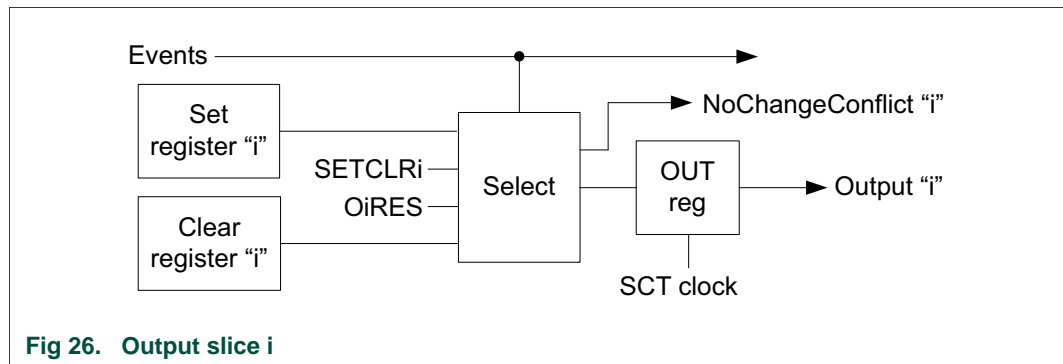 Events
Set
register “i”
NoChangeConflict “i”
SETCLRi
OiRES
Select
OUT
reg
Output “i”
Clear
register “i”
SCT clock
Fig 26. Output slice i